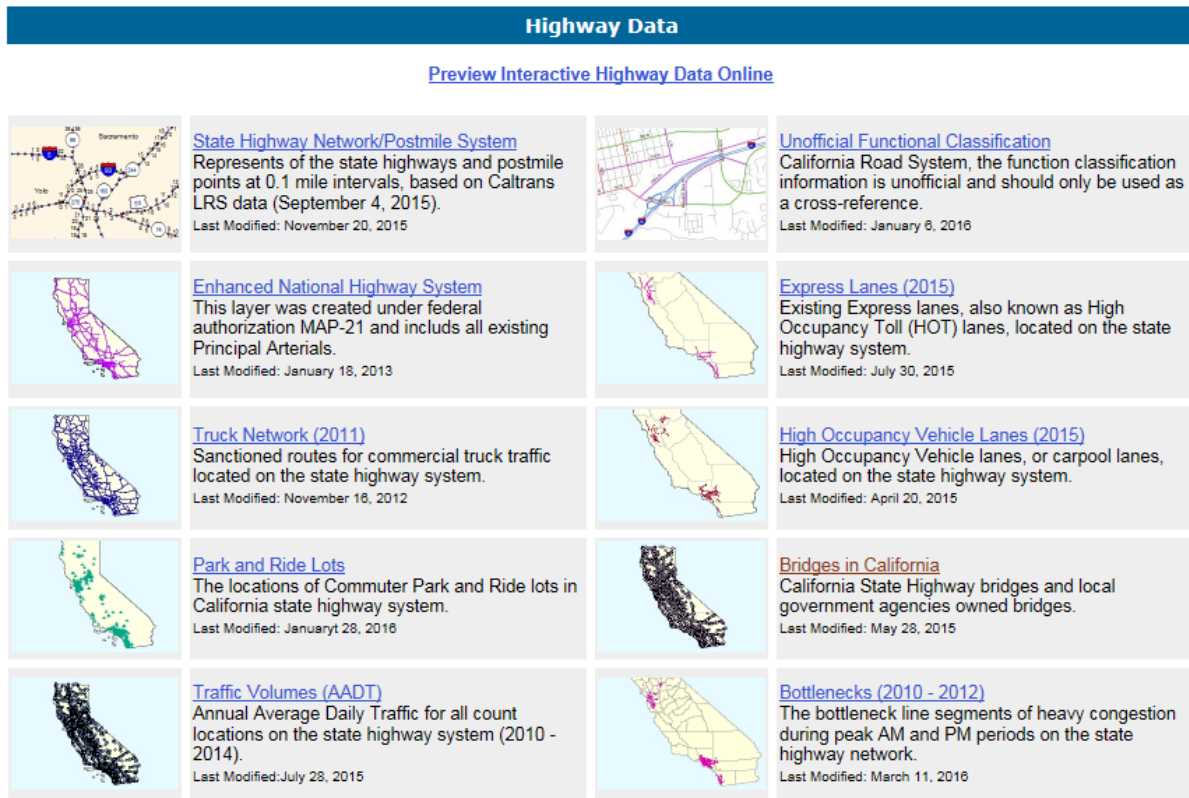 Highway Data
Preview Interactive Highway Data Online
Sacramento
Yolo
State Highway Network/Postmile System
Represents of the state highways and postmile
points at 0.1 mile intervals, based on Caltrans
LRS data (September 4, 2015).
Last Modified: November 20, 2015
Unofficial Functional Classification
California Road System, the function classification
information is unofficial and should only be used as
a cross-reference.
Last Modified: January 6, 2016
Enhanced National Highway System
This layer was created under federal
authorization MAP-21 and includs all existing
Principal Arterials.
Last Modified: January 18, 2013
Express Lanes (2015)
Existing Express lanes, also known as High
Occupancy Toll (HOT) lanes, located on the state
highway system.
Last Modified: July 30, 2015
Truck Network (2011)
Sanctioned routes for commercial truck traffic
located on the state highway system.
Last Modified: November 16, 2012
High Occupancy Vehicle Lanes (2015)
High Occupancy Vehicle lanes, or carpool lanes,
located on the state highway system.
Last Modified: April 20, 2015
Park and Ride Lots
The locations of Commuter Park and Ride lots in
California state highway system.
Last Modified: Januaryt 28, 2016
Bridges in California
California State Highway bridges and local
government agencies owned bridges.
Last Modified: May 28, 2015
Traffic Volumes (AADT)
Annual Average Daily Traffic for all count
locations on the state highway system (2010 -
2014).
Last Modified:July 28, 2015
Bottlenecks (2010 - 2012)
The bottleneck line segments of heavy congestion
during peak AM and PM periods on the state
highway network.
Last Modified: March 11, 2016